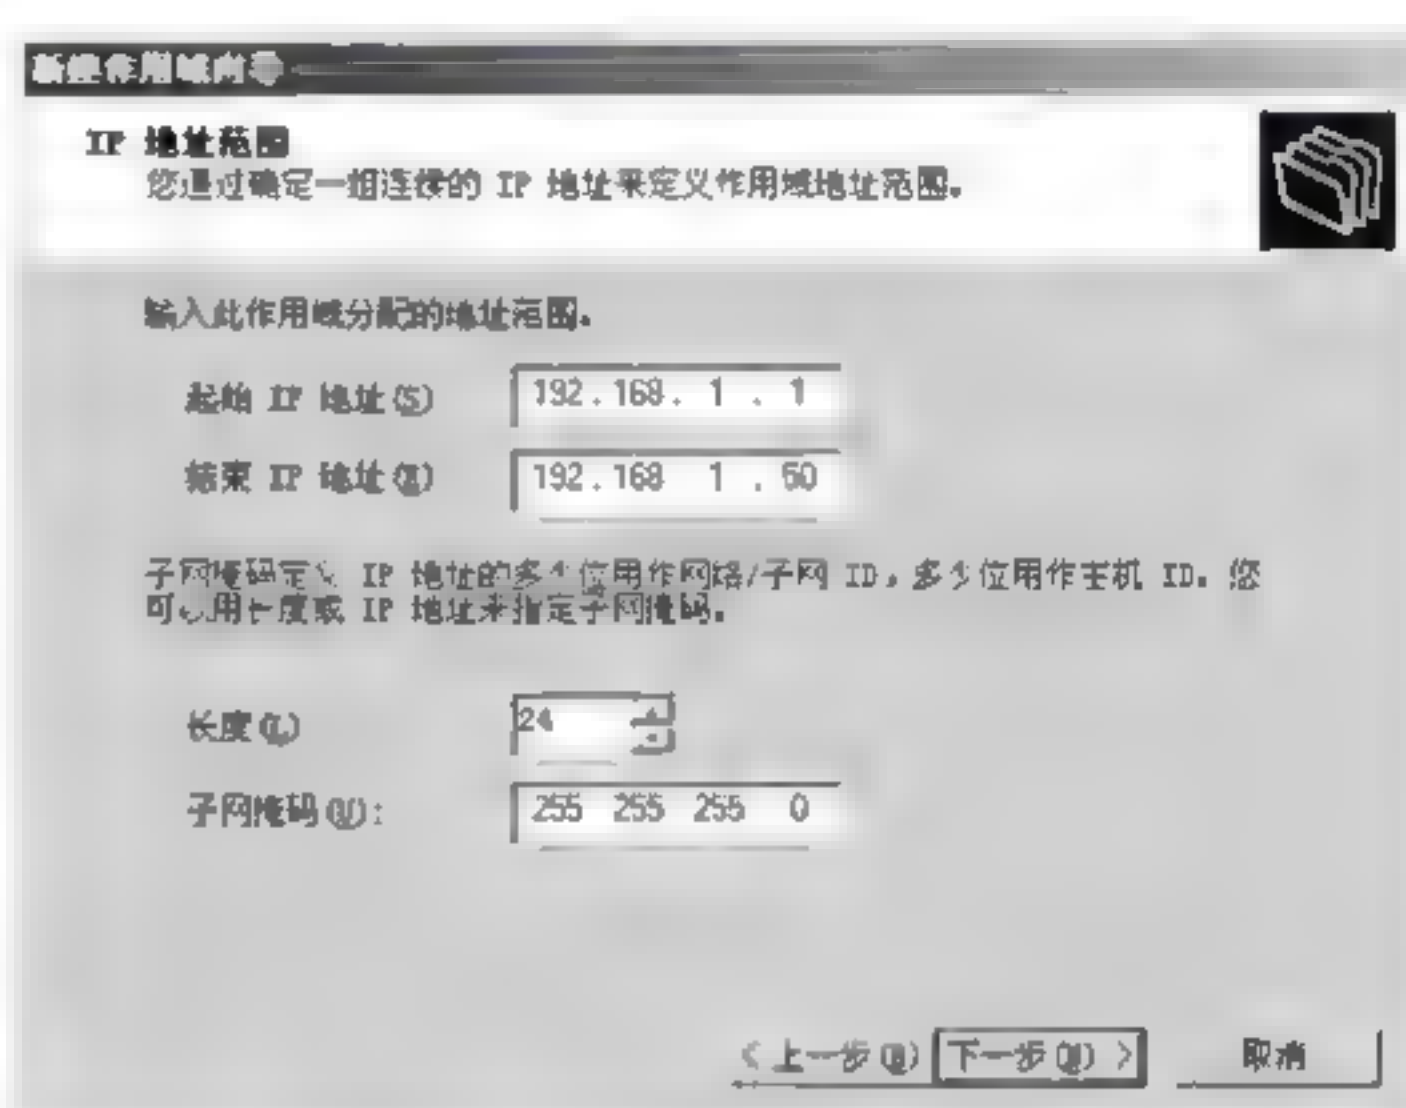 新建作用域向导
IP 地址范围
您通过确定一组连接的 IP 地址来定义作用域地址范围。
输入此作用域分配的地址范围。
起始 IP 地址(S) 192.168. 1 . 1
结束 IP 地址(E) 192.168 1 . 50
子网掩码定义 IP 地址的多少位用作网络/子网 ID，多少位用作主机 ID。您
可以用长度或 IP 地址来指定子网掩码。
长度(L) 24
子网掩码(U): 255 255 255 0
< 上一步(B) 下一步(N) > 取消